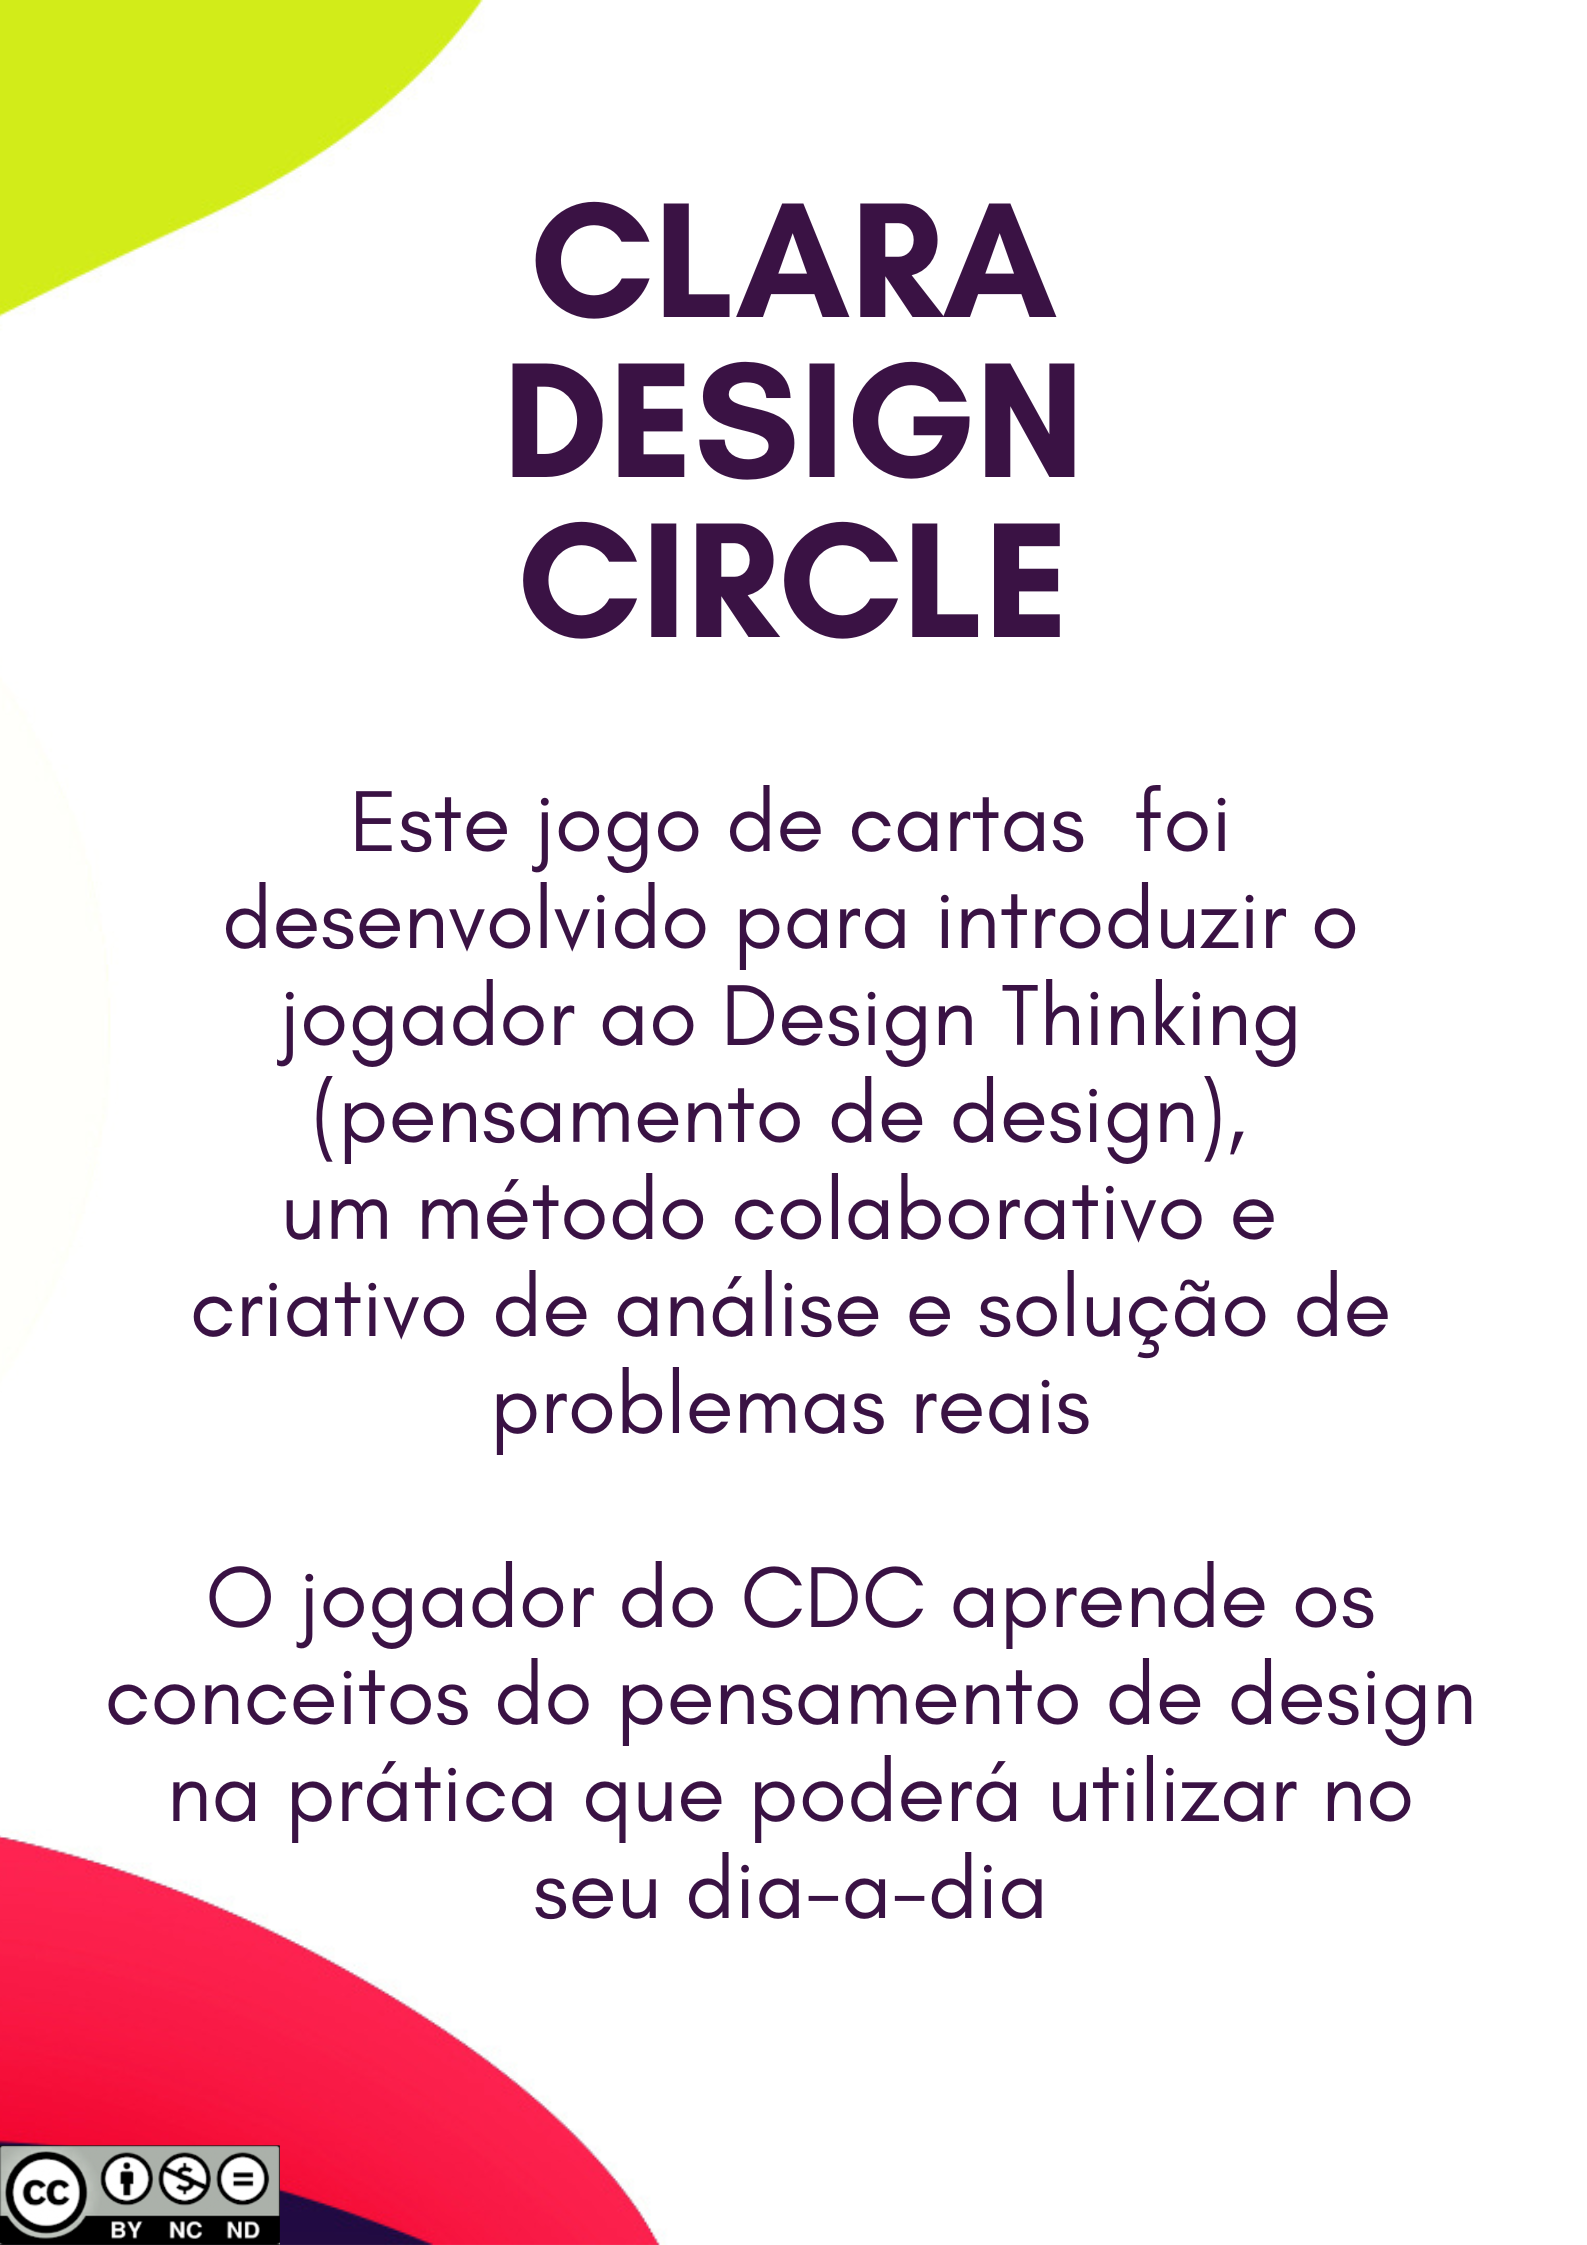 CLARA
DESIGN
CIRCLE
Este jogo de cartas  foi
desenvolvido para introduzir o
jogador ao Design Thinking
(pensamento de design),
um método colaborativo e
criativo de análise e solução de
problemas reais
O jogador do CDC aprende os
conceitos do pensamento de design
na prática que poderá utilizar no
seu dia-a-dia
cc
BY NC ND